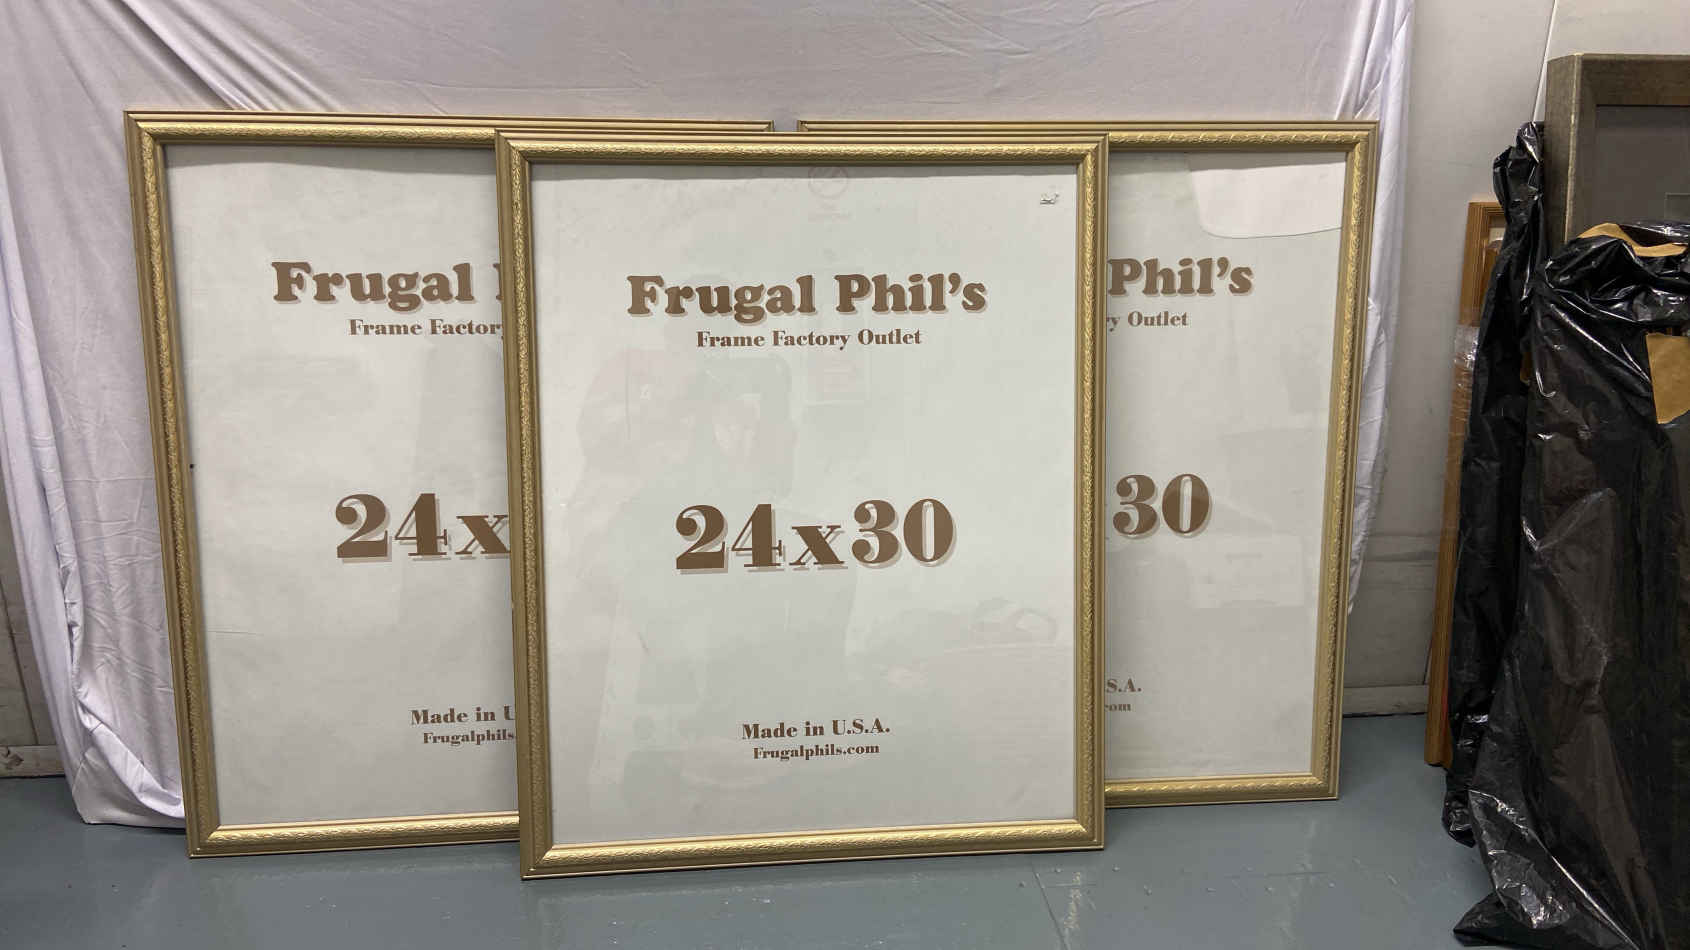 Frugal
Frame Factory
24x
Made in U
Frugalphils.
Frugal Phil's
Frame Factory Outlet
24x30
Made in U.S.A.
Frugalphils.com
Phil's
y Outlet
30
S.A.
om